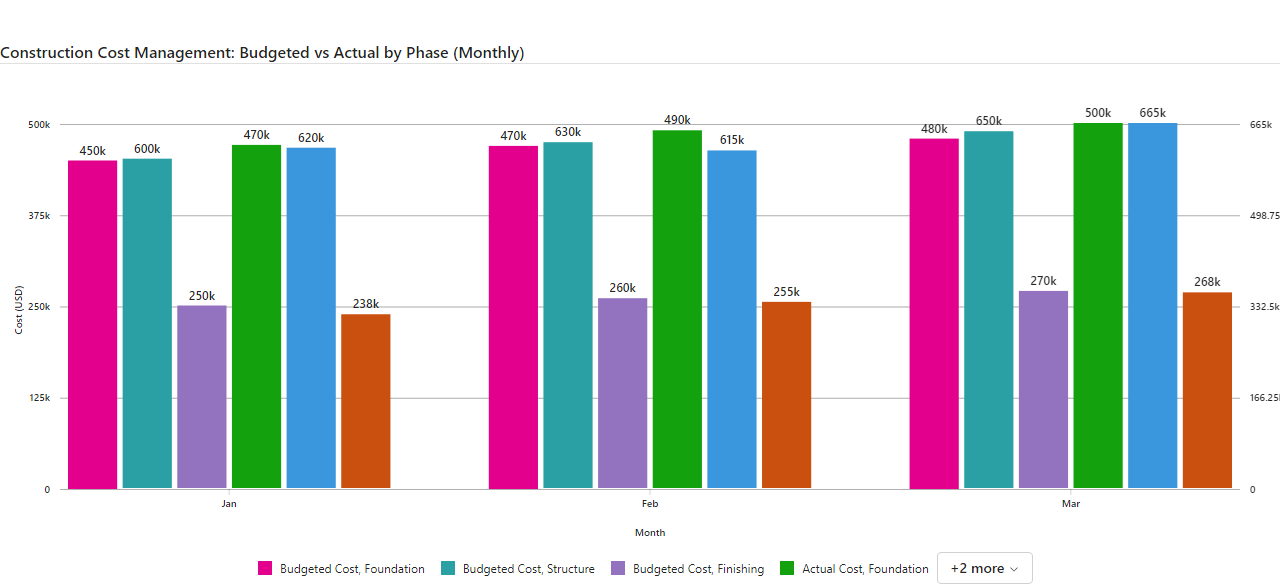 Construction Cost Management: Budgeted vs Actual by Phase (Monthly)
500k
375k
250k
125k
0
Cost (USD)
450k
600k
250k
470k
620k
238k
470k
630k
260k
490k
615k
255k
480k
650k
270k
500k
665k
268k
665k
498.75
332.5k
166.25
0
Jan
Feb
Mar
Month
Budgeted Cost, Foundation
Budgeted Cost, Structure
Budgeted Cost, Finishing
Actual Cost, Foundation
+2 more